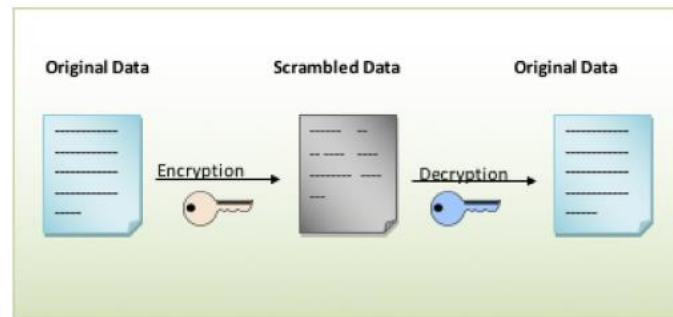 Original Data
Scrambled Data
Original Data
Encryption
Decryption